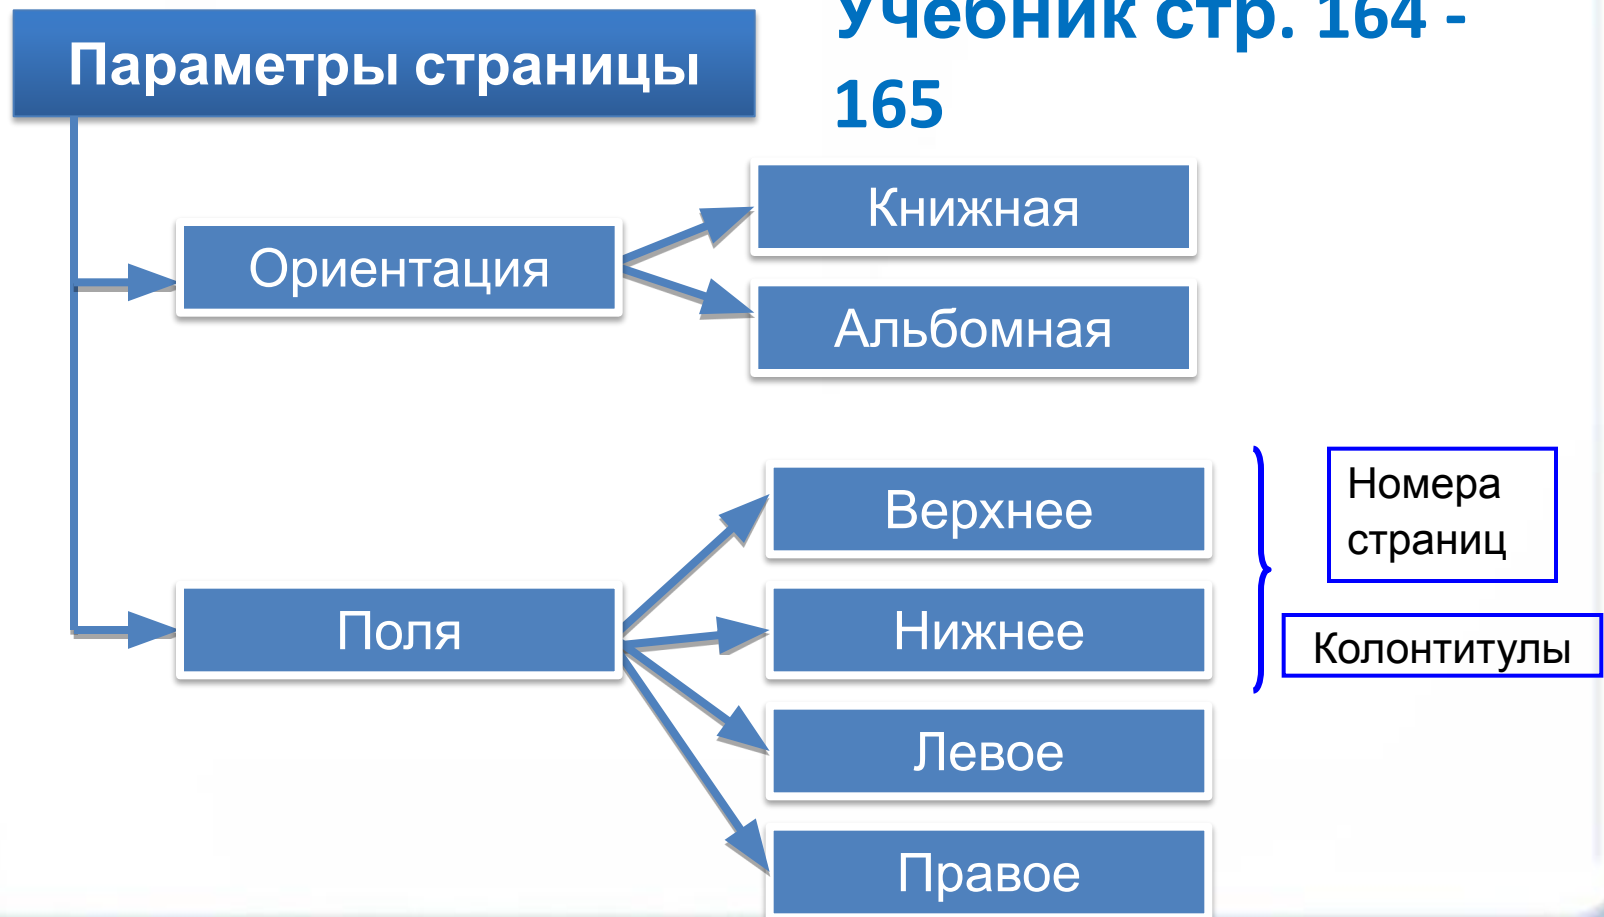 Параметры страницы
Учебник стр. 164 -
165
Ориентация
Книжная
Альбомная
Поля
Верхнее
Нижнее
Левое
Правое
Номера
страниц
Колонтитулы